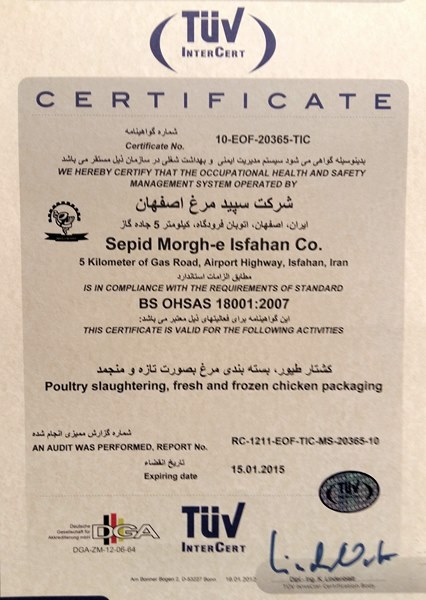 TÜV
INTERCERT
CERTIFICATE
شماره گواهینامه
Certificate No. 10-EOF-20365-TIC
بدینوسیله گواهی می شود سیستم مدیریت ایمنی و بهداشت شغلی در سازمان ذیل مستقر می باشد
WE HEREBY CERTIFY THAT THE OCCUPATIONAL HEALTH AND SAFETY
MANAGEMENT SYSTEM OPERATED BY
شرکت سپید مرغ اصفهان
ایران، اصفهان، اتوبان فرودگاه، کیلومتر 5 جاده گاز
Sepid Morgh-e Isfahan Co.
5 Kilometer of Gas Road, Airport Highway, Isfahan, Iran
مطابق الزامات استاندارد
IS IN COMPLIANCE WITH THE REQUIREMENTS OF STANDARD
BS OHSAS 18001:2007
این گواهینامه برای فعالیتهای ذیل معتبر می باشد:
THIS CERTIFICATE IS VALID FOR THE FOLLOWING ACTIVITIES
کشتار طیور، بسته بندی مرغ بصورت تازه و منجمد
Poultry slaughtering, fresh and frozen chicken packaging
شماره گزارش ممیزی انجام شده
AN AUDIT WAS PERFORMED, REPORT No. RC-1211-EOF-TIC-MS-20365-10
تاریخ انقضاء
Expiring date 15.01.2015
TÜV
Deutsche
Gesellschaft für
Akkreditierung mbH
DGA
DGA-ZM-12-06-64
TÜV
INTERCERT